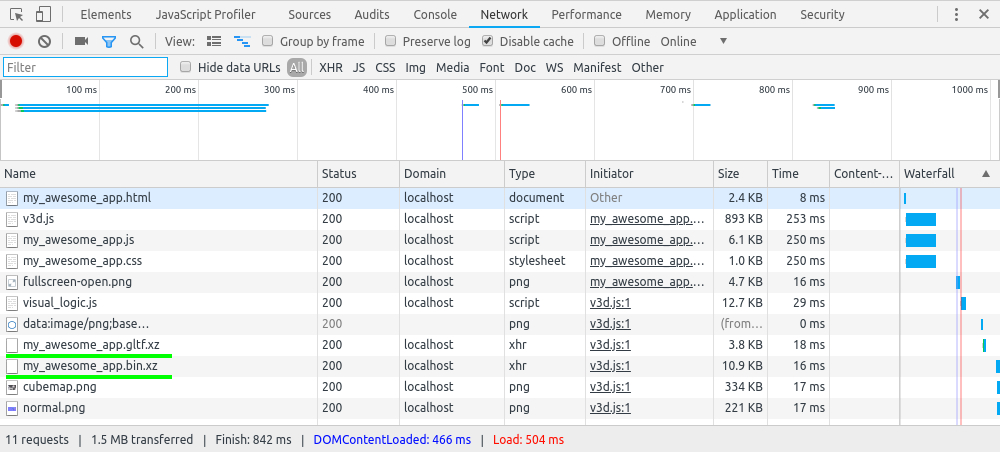 Elements JavaScript Profiler Sources Audits Console Network Performance Memory Application Security
View: Group by frame Preserve log Disable cache Offline Online
Filter Hide data URLs All XHR JS CSS Img Media Font Doc WS Manifest Other
100 ms 200 ms 300 ms 400 ms 500 ms 600 ms 700 ms 800 ms 900 ms 1000 ms
Name Status Domain Type Initiator Size Time Content-... Waterfall
my_awesome_app.html 200 localhost document Other 2.4 KB 8 ms
v3d.js 200 localhost script my_awesome_app.... 893 KB 253 ms
my_awesome_app.js 200 localhost script my_awesome_app.... 6.1 KB 250 ms
my_awesome_app.css 200 localhost stylesheet my_awesome_app.... 1.0 KB 250 ms
fullscreen-open.png 200 localhost png my_awesome_app.... 4.7 KB 16 ms
visual_logic.js 200 localhost script v3d.js:1 12.7 KB 29 ms
data:image/png;base... 200 png v3d.js:1 (from... 0 ms
my_awesome_app.gltf.xz 200 localhost xhr v3d.js:1 3.8 KB 18 ms
my_awesome_app.bin.xz 200 localhost xhr v3d.js:1 10.9 KB 16 ms
cubemap.png 200 localhost png v3d.js:1 334 KB 17 ms
normal.png 200 localhost png v3d.js:1 221 KB 17 ms
11 requests | 1.5 MB transferred | Finish: 842 ms | DOMContentLoaded: 466 ms | Load: 504 ms